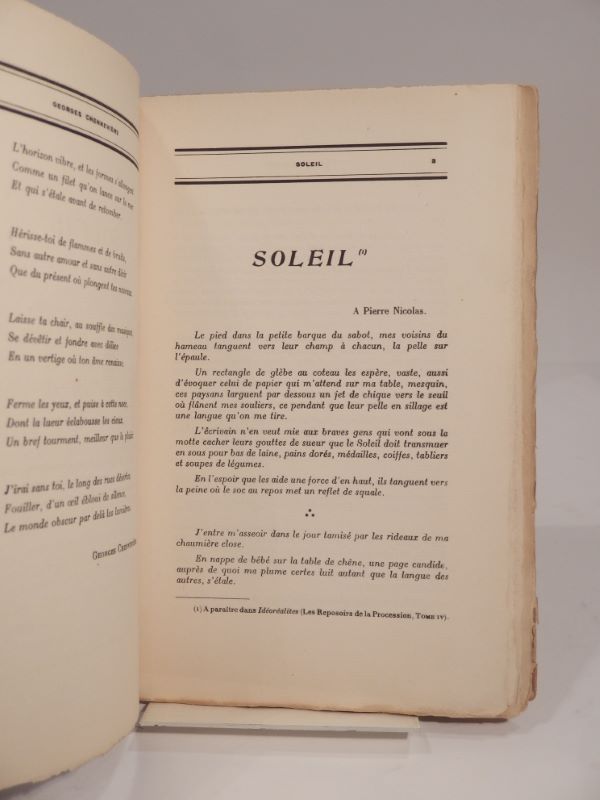 GEORGES CHENNEVIÈRE
L'horizon vibre, et les formes s'allongent
Comme un filet qu'on lance sur la mer
Et qui s'étale avant de retomber.
Hérisse-toi de flammes et de bruits,
Sans autre amour et sans autre désir
Que du présent où plongent tes
Laisse ta chair, au souffle des musiques,
Se dévêtir et fondre avec délice
En un vertige où ton âme renaisse.
Ferme les yeux, et puise à cette
Dont la lueur éclabousse les cieux
Un bref tourment, meilleur que le plaisir
J'irai sans toi, le long des rues désertes
Fouiller, d'un œil ébloui de silence,
Le monde obscur par delà les lumières.
GEORGES CHENNEVIÈRE
SOLEIL 3
SOLEIL (1)
A Pierre Nicolas.
Le pied dans la petite barque du sabot, mes voisins du
hameau tanguent vers leur champ à chacun, la pelle sur
l'épaule.
Un rectangle de glèbe au coteau les espère, vaste, aussi
d'évoquer celui de papier qui m'attend sur ma table, mesquin,
ces paysans larguent par dessous un jet de chique vers le seuil
où flânent mes souliers, ce pendant que leur pelle en sillage est
une langue qu'on me tire.
L'écrivain n'en veut mie aux braves gens qui vont sous la
motte cacher leurs gouttes de sueur que le Soleil doit transmuer
en sous pour bas de laine, pains dorés, médailles, coiffes, tabliers
et soupes de légumes.
En l'espoir que les aide une force d'en haut, ils tanguent vers
la peine où le soc au repos met un reflet de squale.
⁂
J'entre m'asseoir dans le jour tamisé par les rideaux de ma
chaumière close.
En nappe de bébé sur la table de chêne, une page candide,
auprès de quoi ma plume certes luit autant que la langue des
autres, s'étale.
(1) A paraître dans Idéoréalites (Les Reposoirs de la Procession, TOME IV).